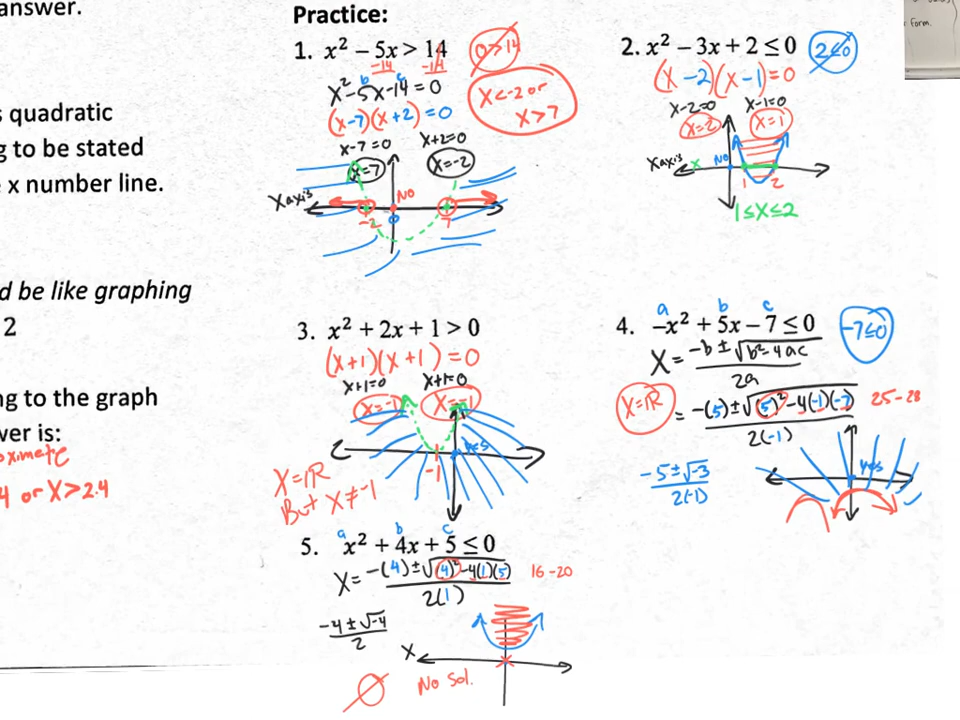 answer.
form.
s quadratic
g to be stated
e x number line.
d be like graphing
2
ng to the graph
wer is:
oximate
4 or X>2.4
Practice:
1. x² – 5x > 14
-14 -14
0>14
b c
x²-5x-14=0
(x-7)(x+2)=0
x-7=0 x+2=0
x=7 x=-2
X<-2 or
X>7
X axis
NO
-2 0 7
2. x² – 3x + 2 ≤ 0
2≤0
(x-2)(x-1)=0
x-2=0 x-1=0
x=2 x=1
X axis x NO
1 2
1≤X≤2
3. x² + 2x + 1 > 0
(x+1)(x+1)=0
x+1=0 x+1=0
x=-1 x=-1
yes
-1
X=ℝ
But X≠-1
4. –x² + 5x – 7 ≤ 0
a b c
-7≤0
X= -b±√b²-4ac
2a
X=ℝ
= -(5)±√(5)²-4(-1)(-7) 25-28
2(-1)
-5±√-3
2(-1)
yes
5. x² + 4x + 5 ≤ 0
a b c
X= -(4)±√(4)²-4(1)(5) 16-20
2(1)
-4±√-4
2
X
∅ No Sol.